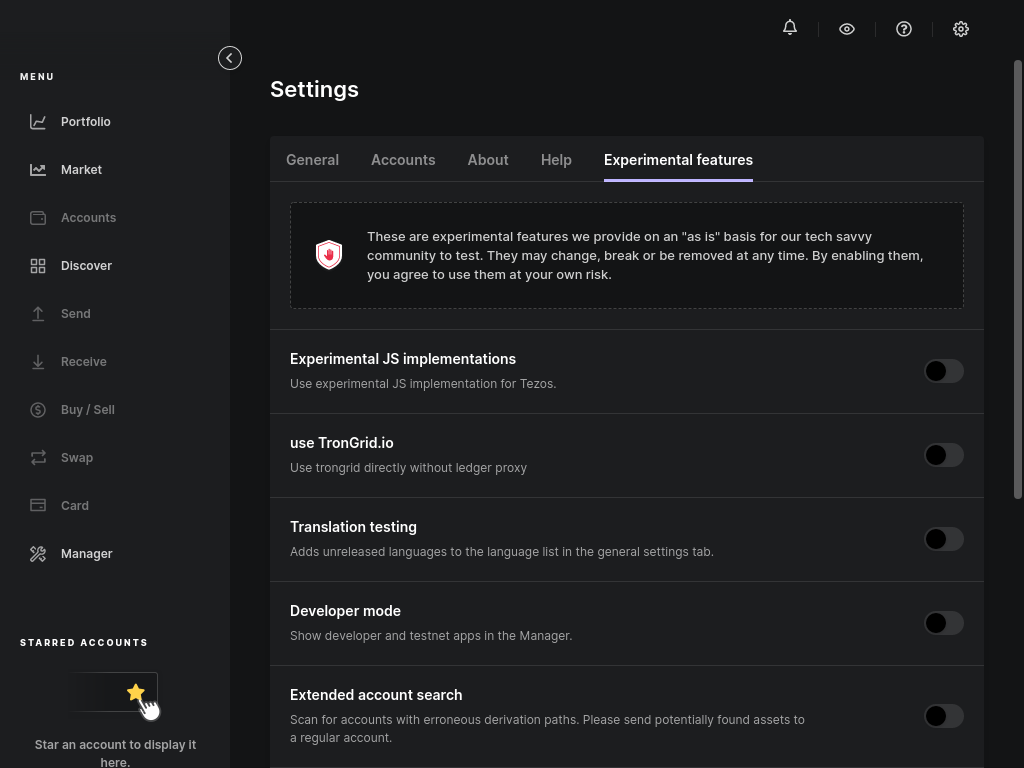 MENU
Portfolio
Market
Accounts
Discover
Send
Receive
Buy / Sell
Swap
Card
Manager
STARRED ACCOUNTS
Star an account to display it
here.
Settings
General
Accounts
About
Help
Experimental features
These are experimental features we provide on an "as is" basis for our tech savvy
community to test. They may change, break or be removed at any time. By enabling them,
you agree to use them at your own risk.
Experimental JS implementations
Use experimental JS implementation for Tezos.
use TronGrid.io
Use trongrid directly without ledger proxy
Translation testing
Adds unreleased languages to the language list in the general settings tab.
Developer mode
Show developer and testnet apps in the Manager.
Extended account search
Scan for accounts with erroneous derivation paths. Please send potentially found assets to
a regular account.